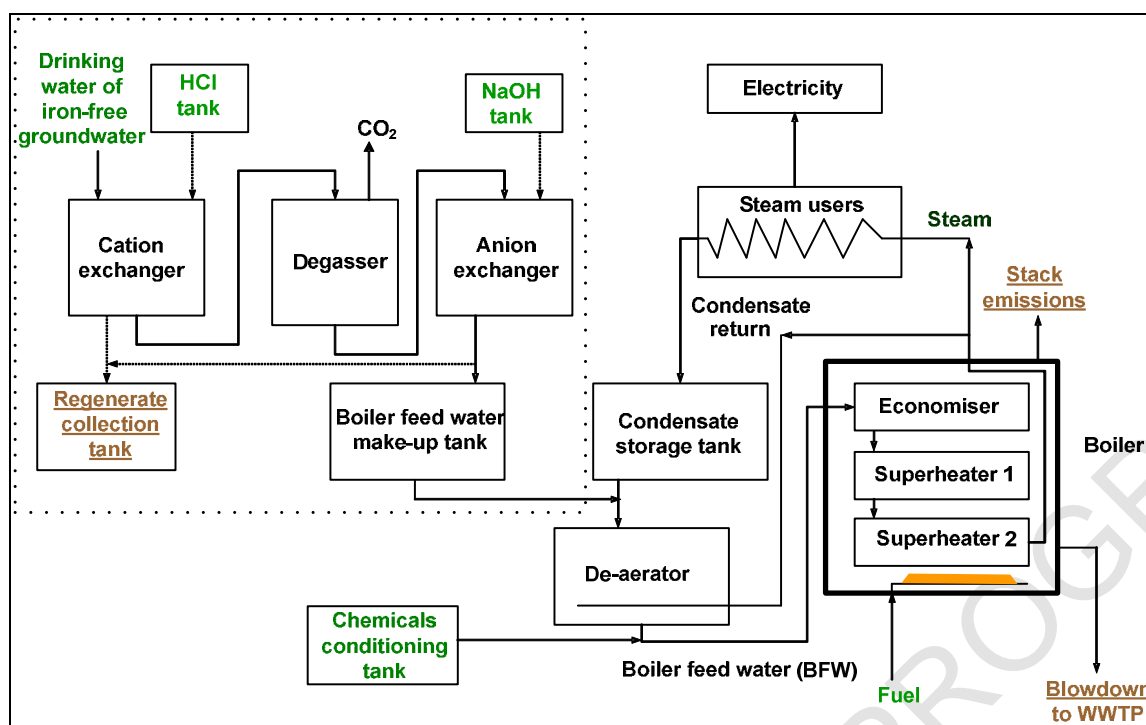 Drinking
water of
iron-free
groundwater
HCl
tank
CO₂
NaOH
tank
Electricity
Cation
exchanger
Degasser
Anion
exchanger
Steam users
Steam
Stack
emissions
Condensate
return
Regenerate
collection
tank
Boiler feed water
make-up tank
Condensate
storage tank
Economiser
Boiler
Superheater 1
Superheater 2
De-aerator
Chemicals
conditioning
tank
Boiler feed water (BFW)
Fuel
Blowdown
to WWTP